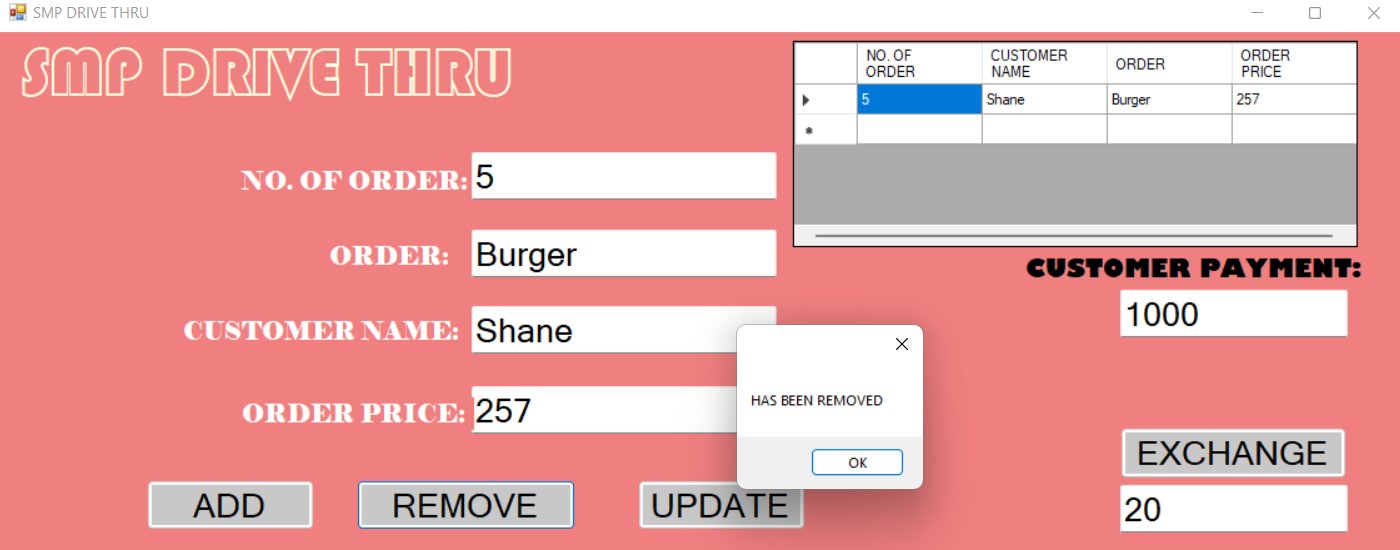 SMP DRIVE THRU
SMP DRIVE THRU
NO. OF ORDER
CUSTOMER NAME
ORDER
ORDER PRICE
5 Shane Burger 257
NO. OF ORDER: 5
ORDER: Burger
CUSTOMER NAME: Shane
ORDER PRICE: 257
CUSTOMER PAYMENT:
1000
HAS BEEN REMOVED
OK
EXCHANGE
20
ADD REMOVE UPDATE